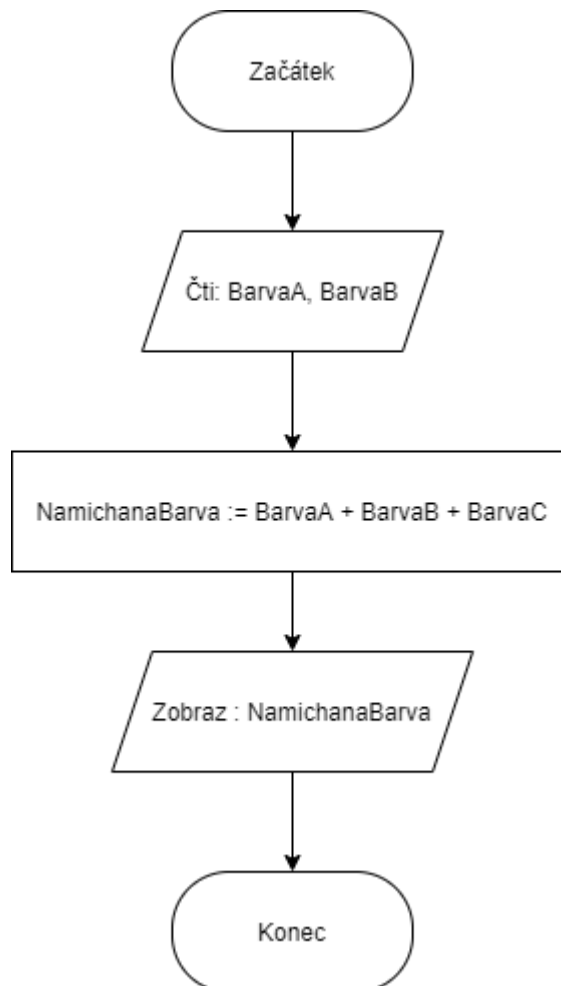 Začátek
Čti: BarvaA, BarvaB
NamichanaBarva := BarvaA + BarvaB + BarvaC
Zobraz : NamichanaBarva
Konec